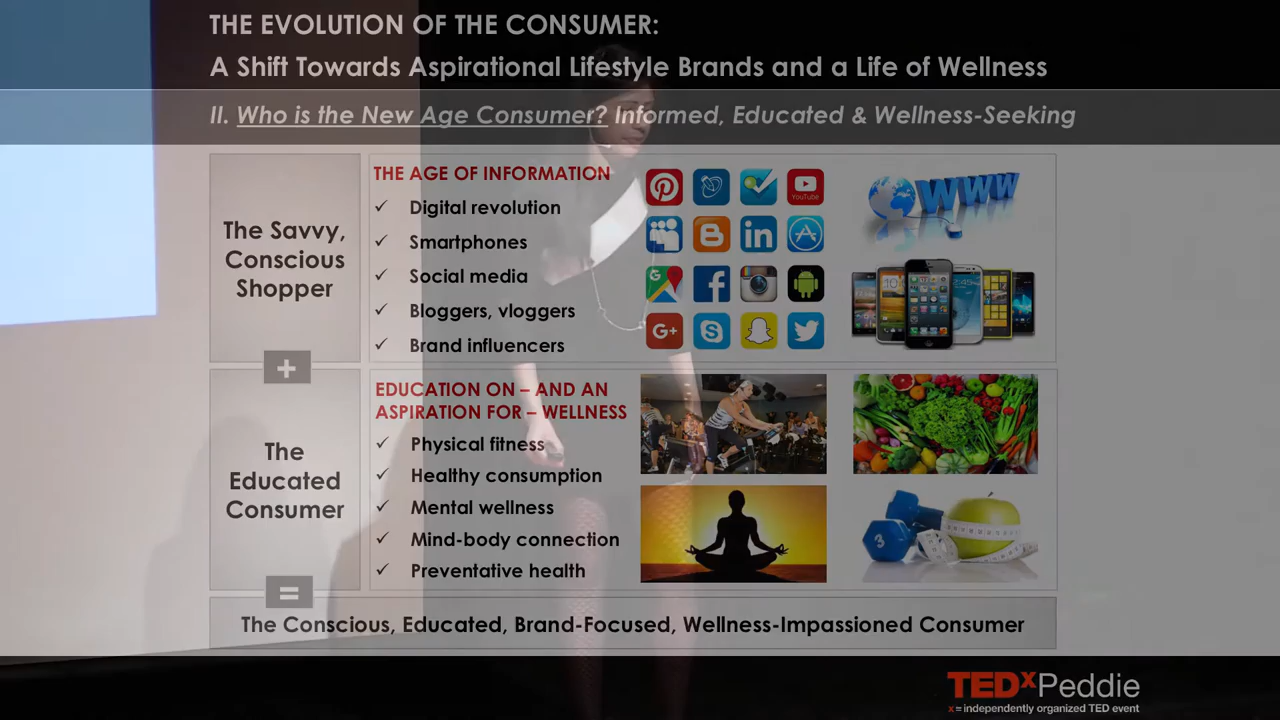 THE EVOLUTION OF THE CONSUMER:
A Shift Towards Aspirational Lifestyle Brands and a Life of Wellness
II. Who is the New Age Consumer? Informed, Educated & Wellness-Seeking
The Savvy,
Conscious
Shopper
THE AGE OF INFORMATION
✓ Digital revolution
✓ Smartphones
✓ Social media
✓ Bloggers, vloggers
✓ Brand influencers
YouTube
in
G+
WWW
+
The
Educated
Consumer
EDUCATION ON – AND AN
ASPIRATION FOR – WELLNESS
✓ Physical fitness
✓ Healthy consumption
✓ Mental wellness
✓ Mind-body connection
✓ Preventative health
3
=
The Conscious, Educated, Brand-Focused, Wellness-Impassioned Consumer
TEDxPeddie
x = independently organized TED event